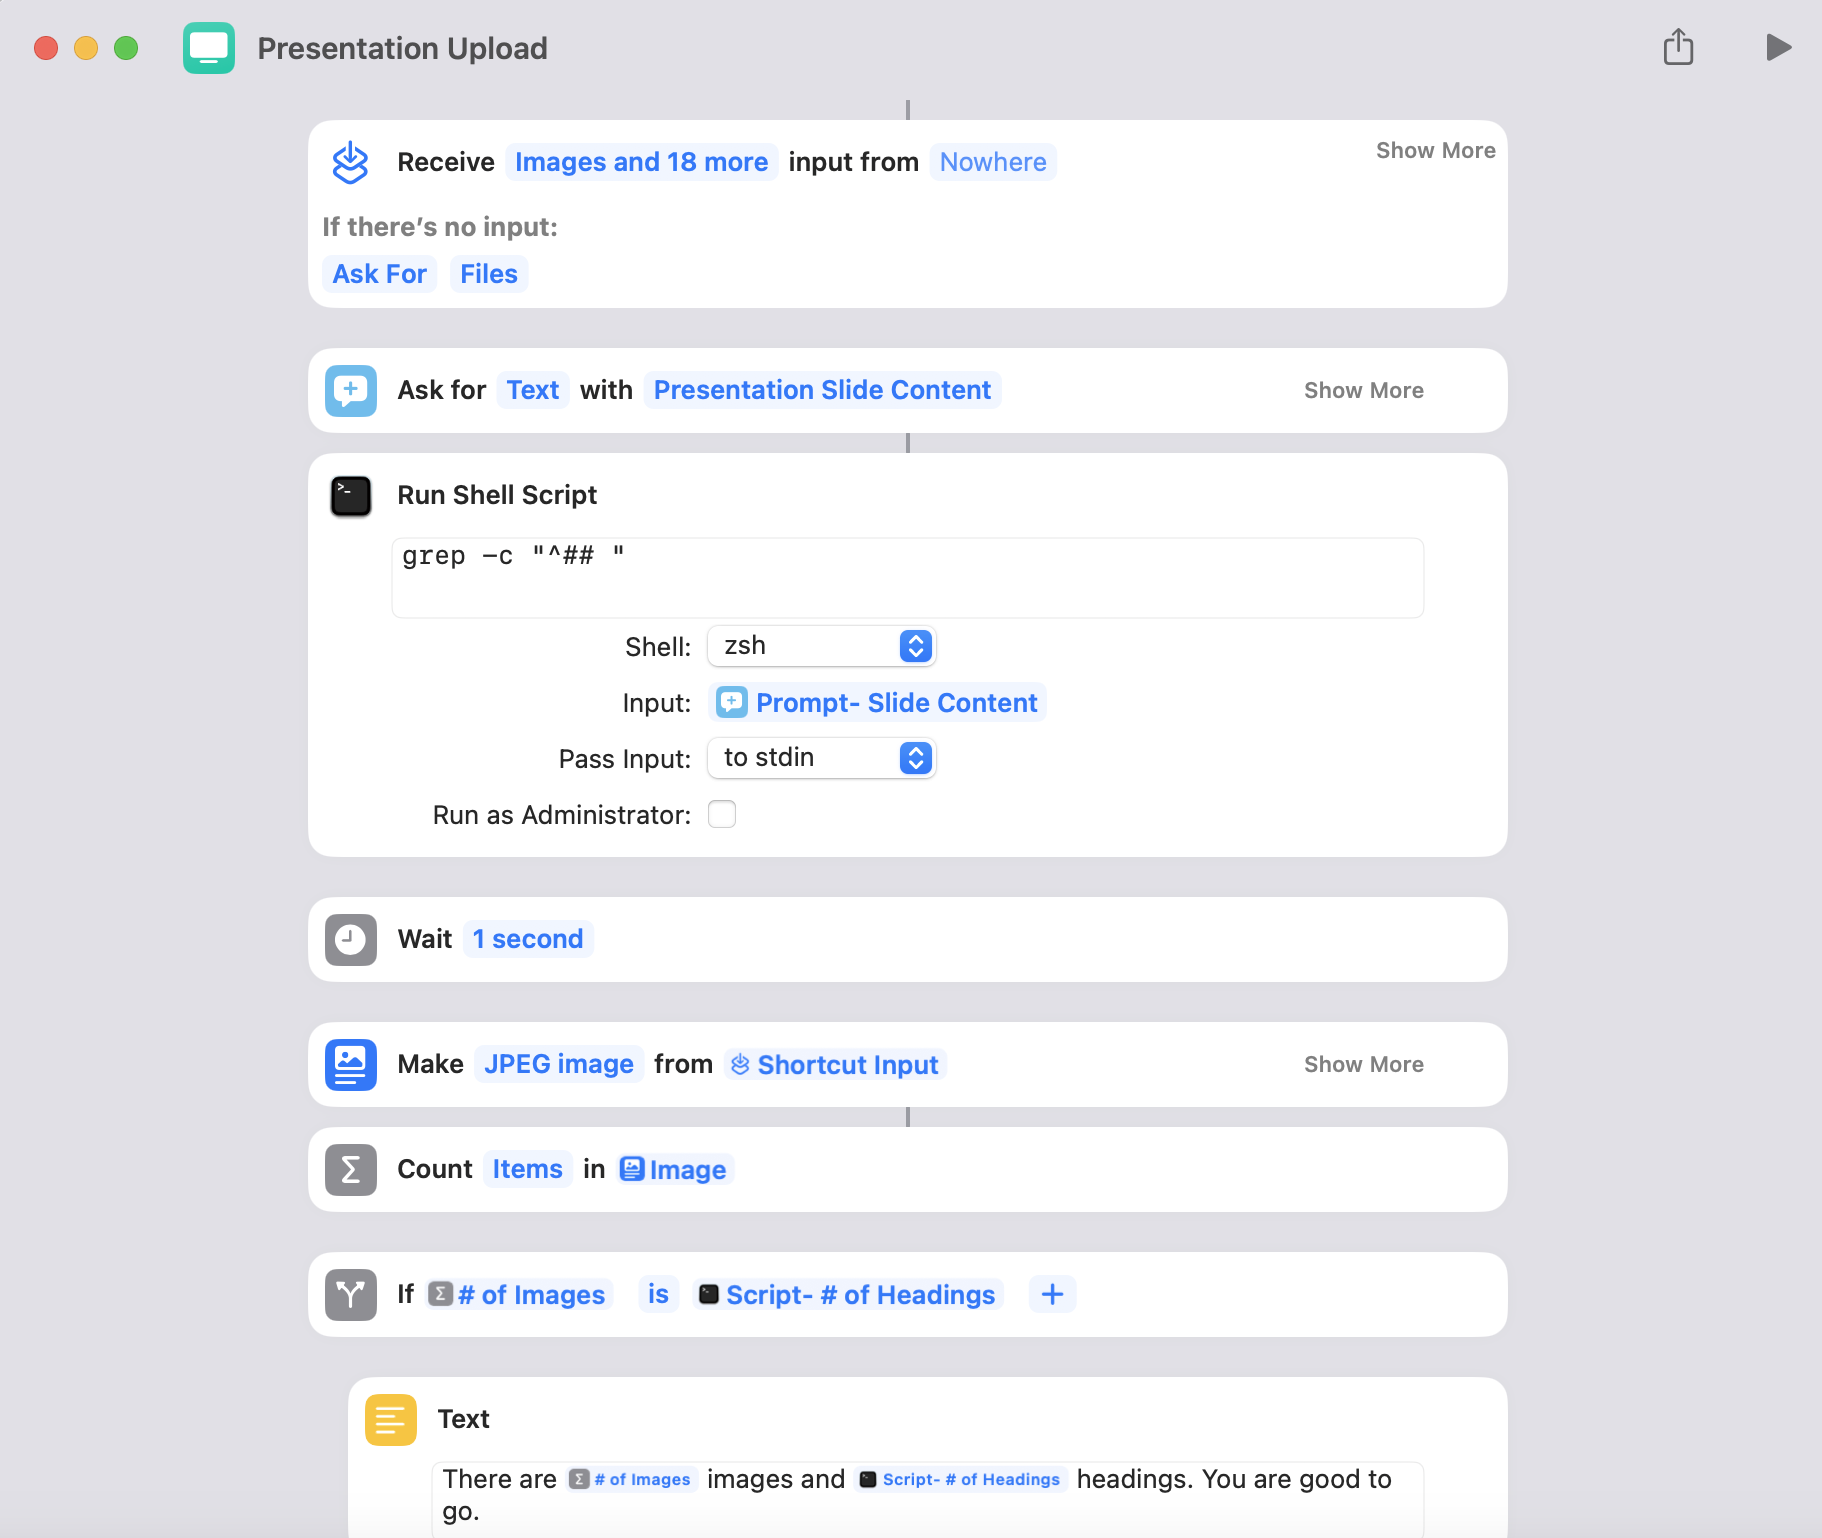 Presentation Upload
Receive Images and 18 more input from Nowhere
Show More
If there’s no input:
Ask For Files
Ask for Text with Presentation Slide Content
Show More
>_
Run Shell Script
grep -c "^## "
Shell: zsh
Input: Prompt- Slide Content
Pass Input: to stdin
Run as Administrator:
Wait 1 second
Make JPEG image from Shortcut Input
Show More
Σ Count Items in Image
If Σ # of Images is Script- # of Headings +
Text
There are Σ # of Images images and Script- # of Headings headings. You are good to
go.